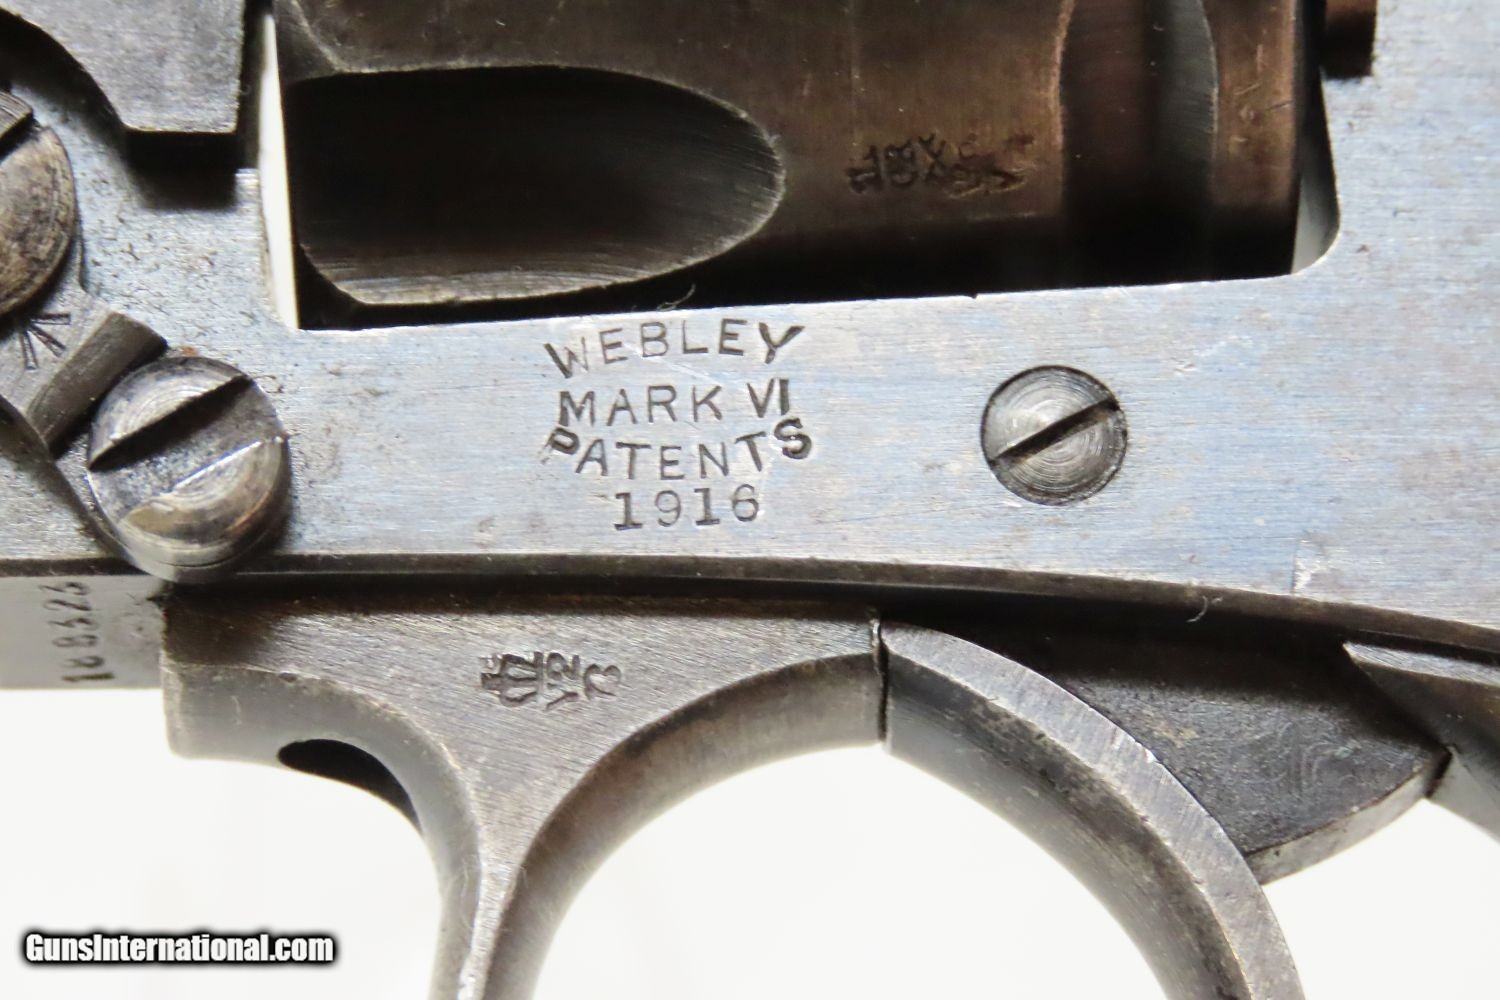 WEBLEY
MARK VI
PATENTS
1916
GunsInternational.com